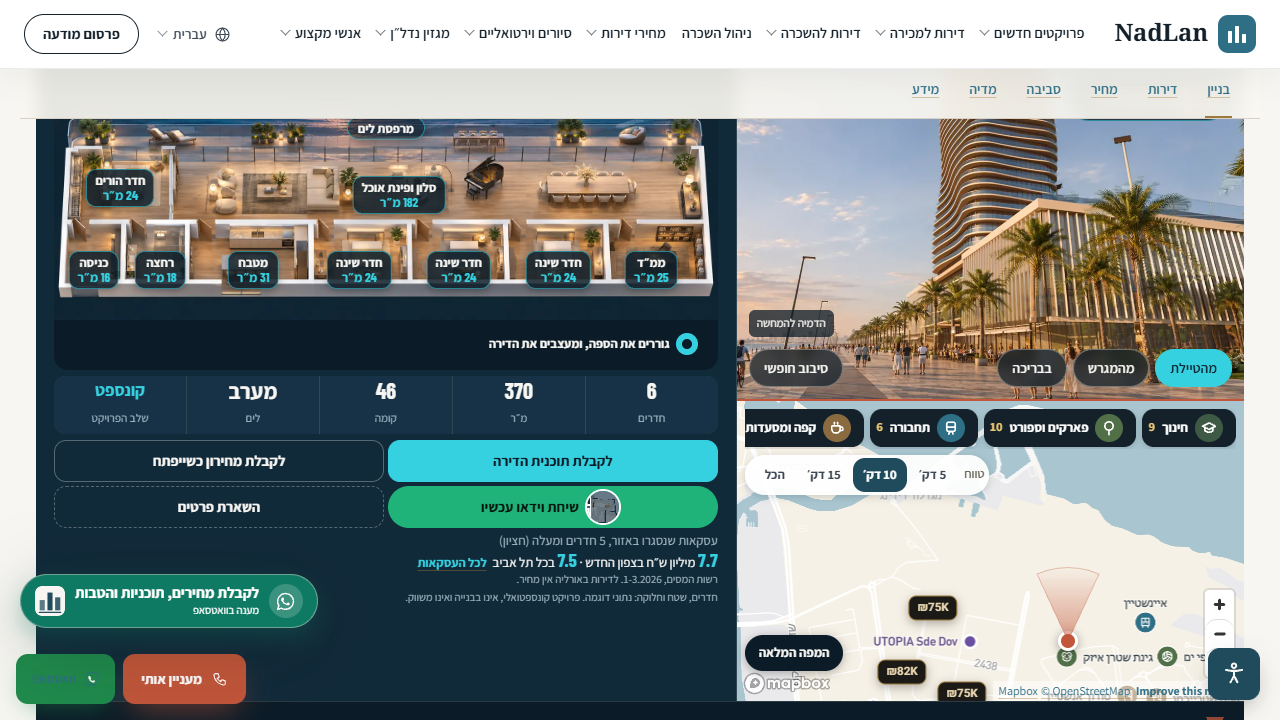 NadLan
פרויקטים חדשים
דירות למכירה
דירות להשכרה
ניהול השכרה
מחירי דירות
סיורים וירטואליים
מגזין נדל״ן
אנשי מקצוע
עברית
פרסום מודעה
בניין
דירות
מחיר
סביבה
מדיה
מידע
הדמיה להמחשה
מהטיילת
מהמגרש
בבריכה
סיבוב חופשי
חינוך 9
פארקים וספורט 10
תחבורה 6
קפה ומסעדות
טווח
5 דק׳
10 דק׳
15 דק׳
הכל
₪75K
UTOPIA Sde Dov
₪82K
₪75K
2438
איינשטיין
גינת שטרן איזק
המפה המלאה
mapbox
Mapbox © OpenStreetMap Improve this
מרפסת לים
חדר הורים
24 מ״ר
סלון ופינת אוכל
182 מ״ר
כניסה
16 מ״ר
רחצה
18 מ״ר
מטבח
31 מ״ר
חדר שינה
24 מ״ר
חדר שינה
24 מ״ר
חדר שינה
24 מ״ר
ממ״ד
25 מ״ר
גוררים את הספה, ומעצבים את הדירה
6
חדרים
370
מ״ר
46
קומה
מערב
לים
קונספט
שלב הפרויקט
לקבלת תוכנית הדירה
לקבלת מחירון כשייפתח
שיחת וידאו עכשיו
השארת פרטים
עסקאות שנסגרו באזור, 5 חדרים ומעלה (חציון)
7.7 מיליון ש״ח בצפון החדש · 7.5 בכל תל אביב לכל העסקאות
רשות המסים, 1-3.2026. לדירות באורליה אין מחיר.
חדרים, שטח וחלוקה: נתוני דוגמה. פרויקט קונספטואלי, אינו בבנייה ואינו משווק.
לקבלת מחירים, תוכניות והטבות
מענה בוואטסאפ
מעניין אותי